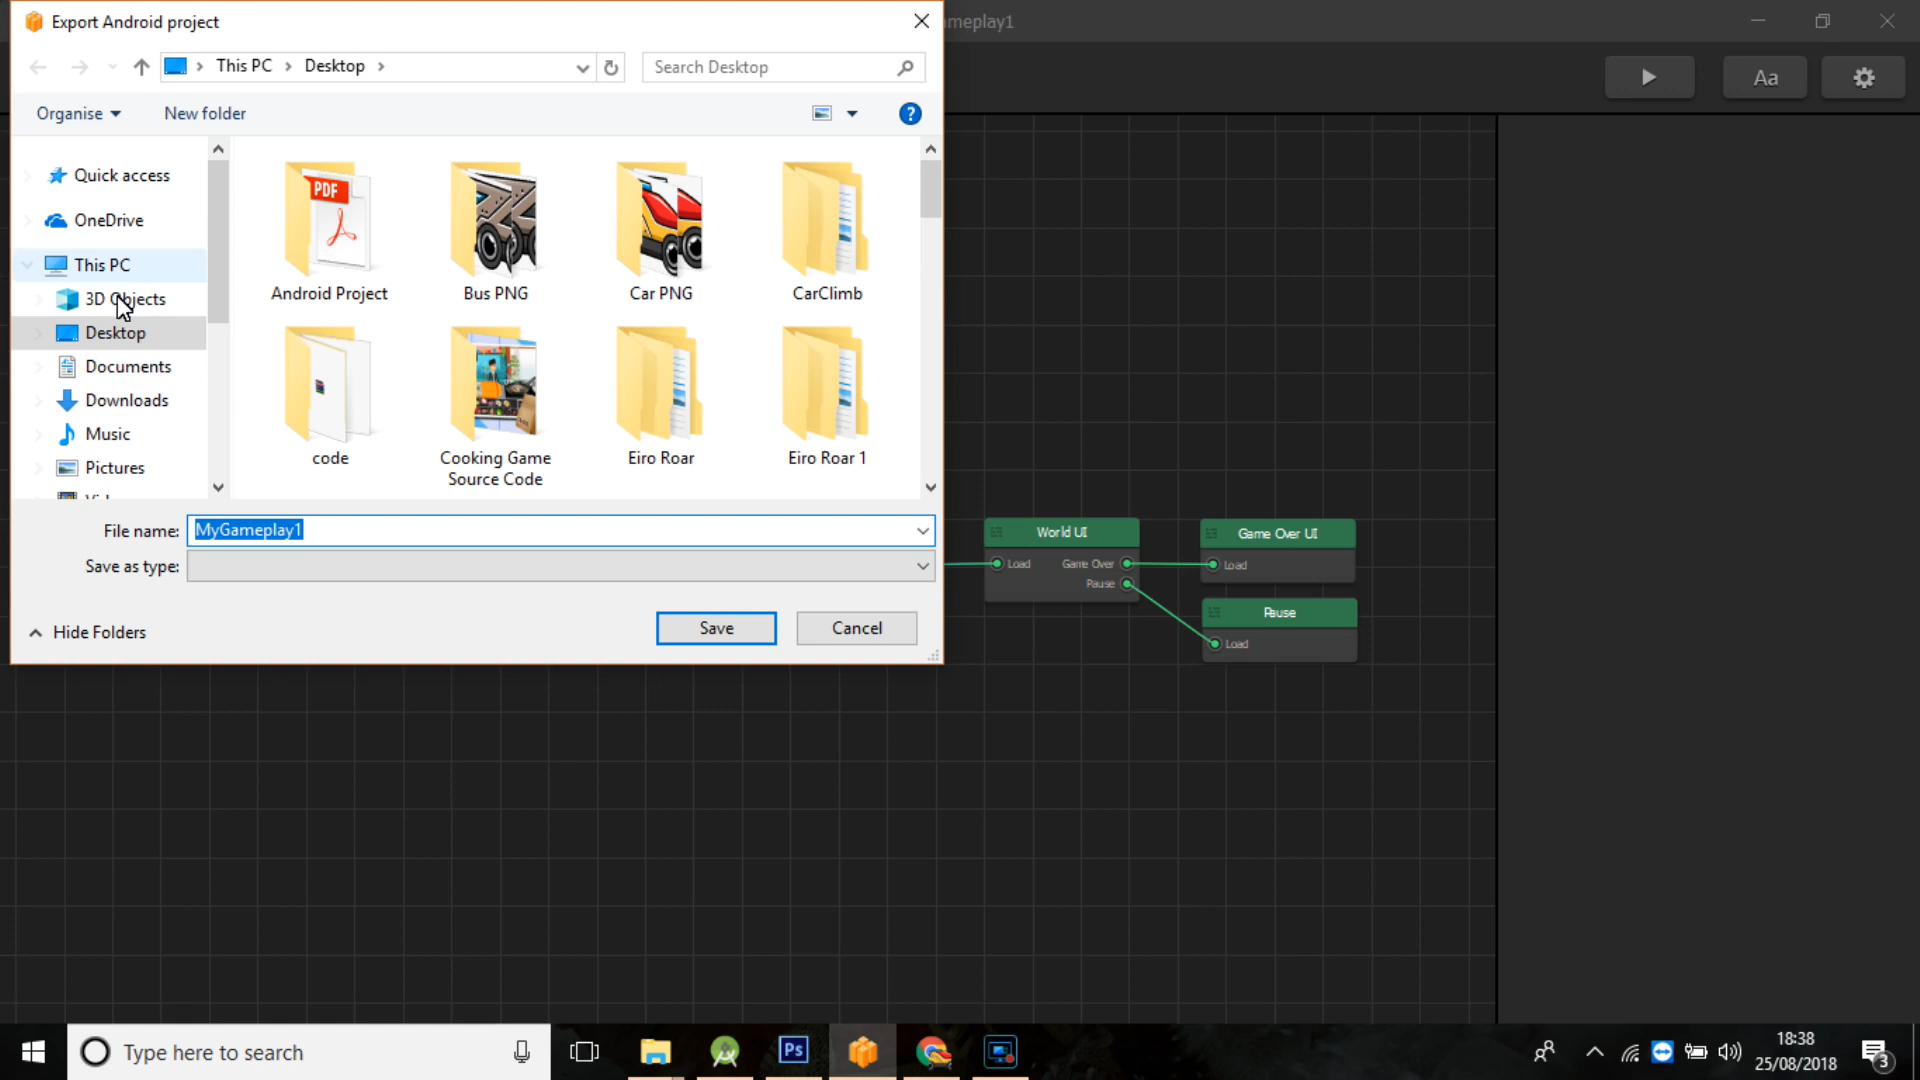 Export Android project
ameplay1
This PC
Desktop
Search Desktop
Aa
Organise
New folder
Quick access
OneDrive
This PC
3D Objects
Desktop
Documents
Downloads
Music
Pictures
PDF
Android Project
Bus PNG
Car PNG
CarClimb
code
Cooking Game
Source Code
Eiro Roar
Eiro Roar 1
File name:
MyGameplay1
Save as type:
Hide Folders
Save
Cancel
World UI
Load
Game Over
Pause
Game Over UI
Load
Pause
Load
Type here to search
Ps
18:38
25/08/2018
3